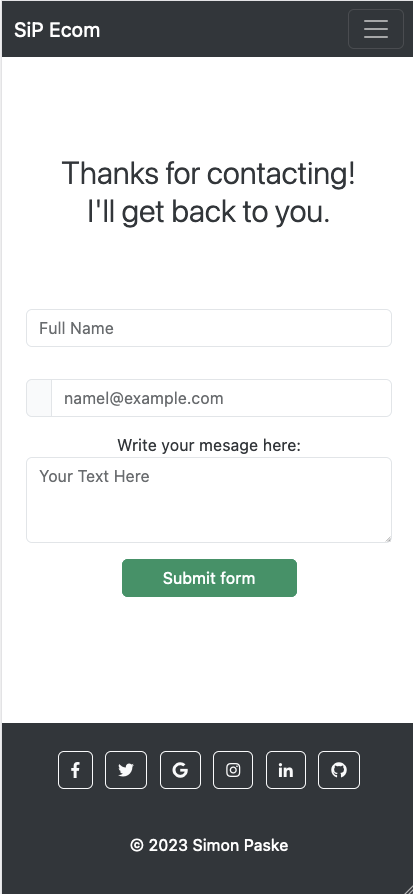 SiP Ecom
Thanks for contacting!
I'll get back to you.
Full Name
namel@example.com
Write your mesage here:
Your Text Here
Submit form
© 2023 Simon Paske